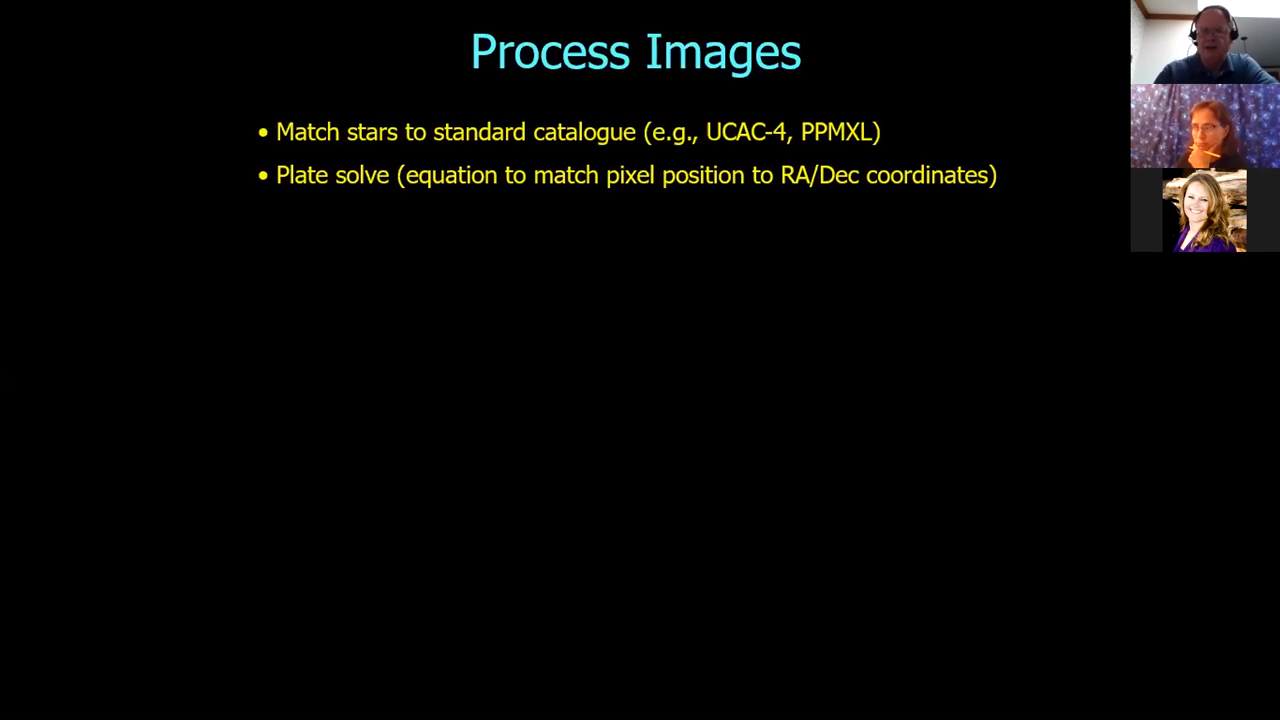 Process Images
• Match stars to standard catalogue (e.g., UCAC-4, PPMXL)
• Plate solve (equation to match pixel position to RA/Dec coordinates)